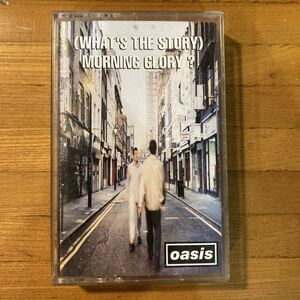 (WHAT'S THE STORY)
MORNING GLORY ?
oasis